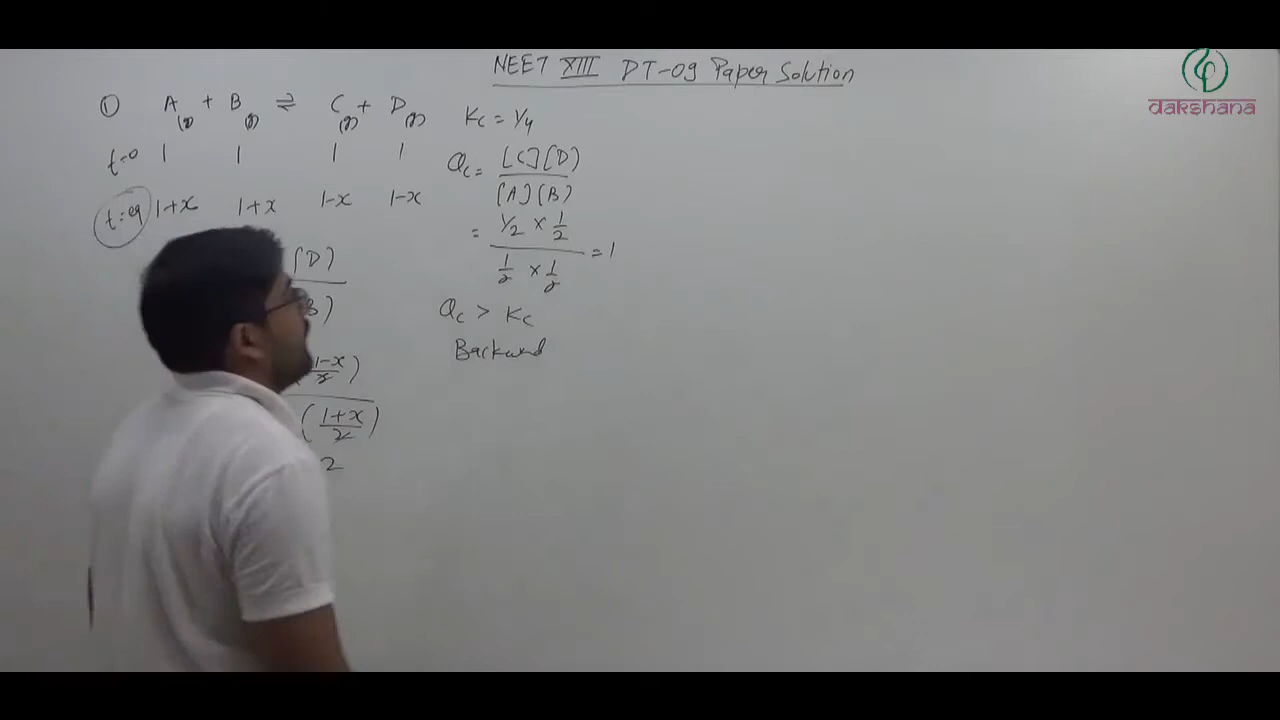 NEET XIII DT-09 Paper Solution
dakshana
① A(g) + B(g) ⇌ C(g) + D(g) Kc = 1/4
t=0 1 1 1 1
t=eq 1+x 1+x 1-x 1-x
Qc = [C][D] / [A][B]
= 1/2 × 1/2 / 1/2 × 1/2 = 1
Qc > Kc
Backward
[D]
B]
(1-x/2)
(1+x/2)
2